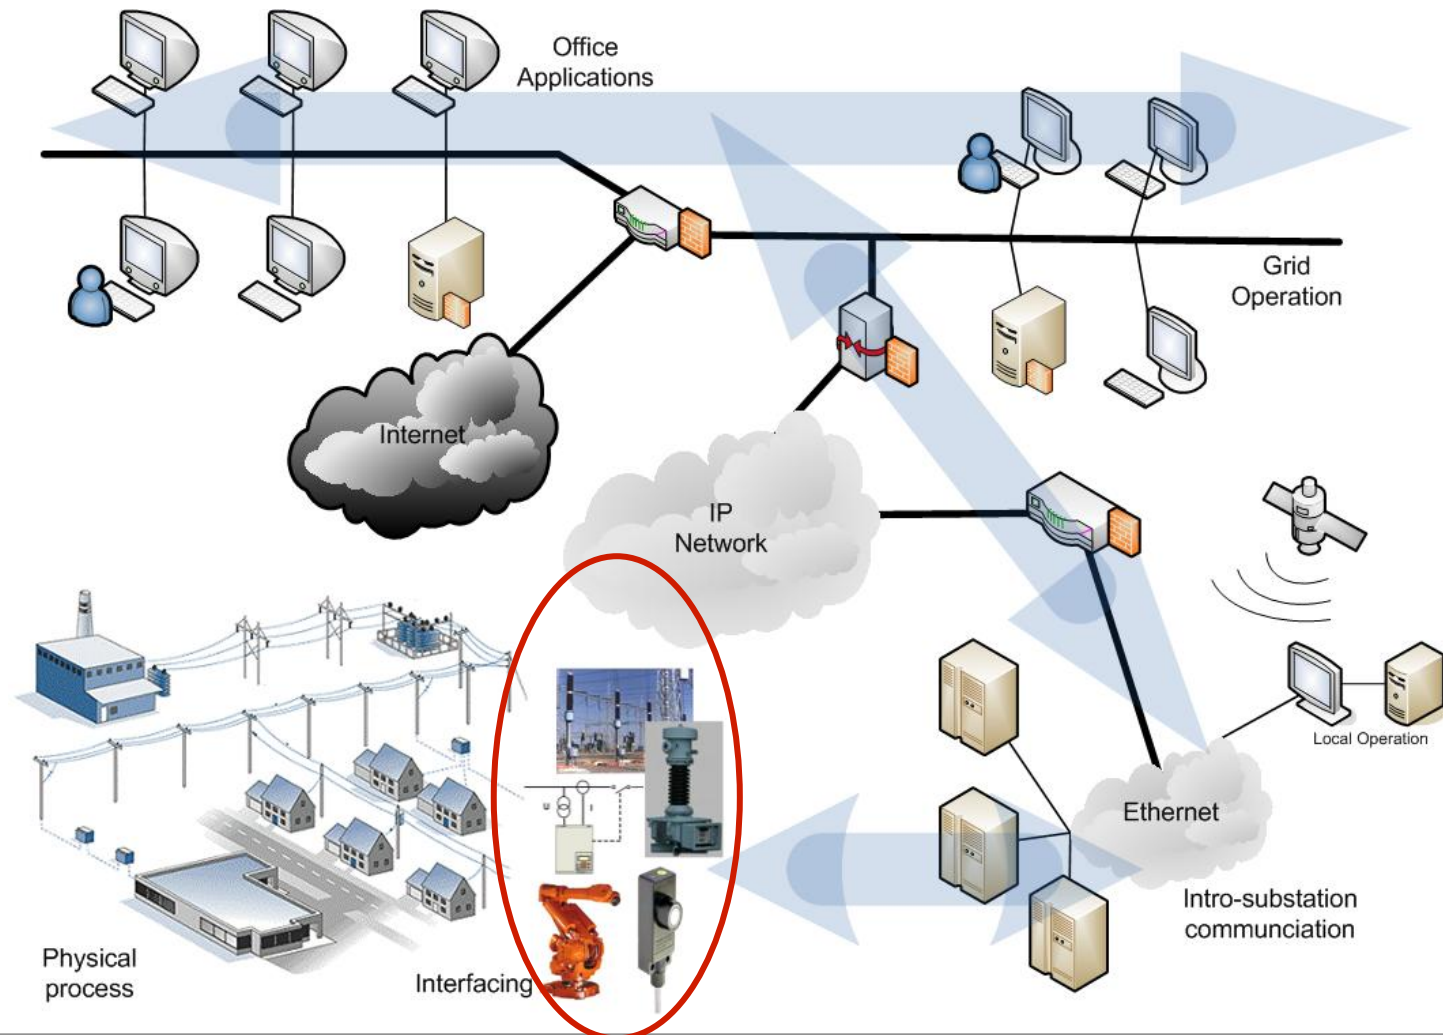 Office
Applications
Grid
Operation
Internet
IP
Network
Local Operation
Ethernet
Intro-substation
communciation
Physical
process
Interfacing